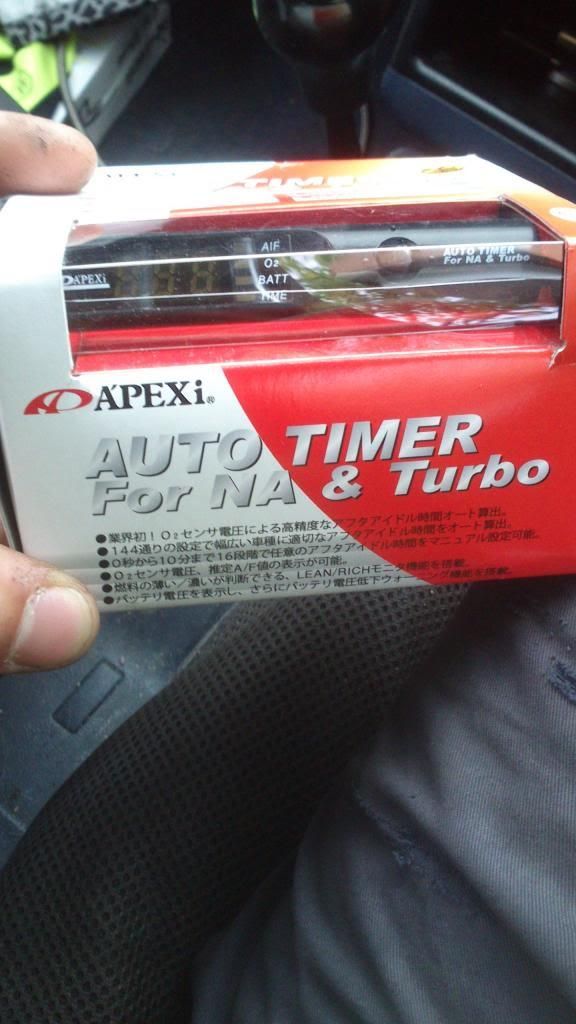 TIMER
A/F
O₂
BATT
TIME
A'PEXi
AUTO TIMER
For NA & Turbo
A'PEXi®
AUTO TIMER
For NA & Turbo
●業界初！O₂センサ電圧による高精度なアフタアイドル時間オート算出。
●144通りの設定で幅広い車種に適切なアフタアイドル時間をオート算出。
●0秒から10分まで16段階で任意のアフタアイドル時間をマニュアル設定可能。
●O₂センサ電圧、推定A/F値の表示が可能。
●燃料の薄い／濃いが判断できる、LEAN/RICHモニタ機能を搭載。
●バッテリ電圧を表示し、さらにバッテリ電圧低下ウォーニング機能を搭載。